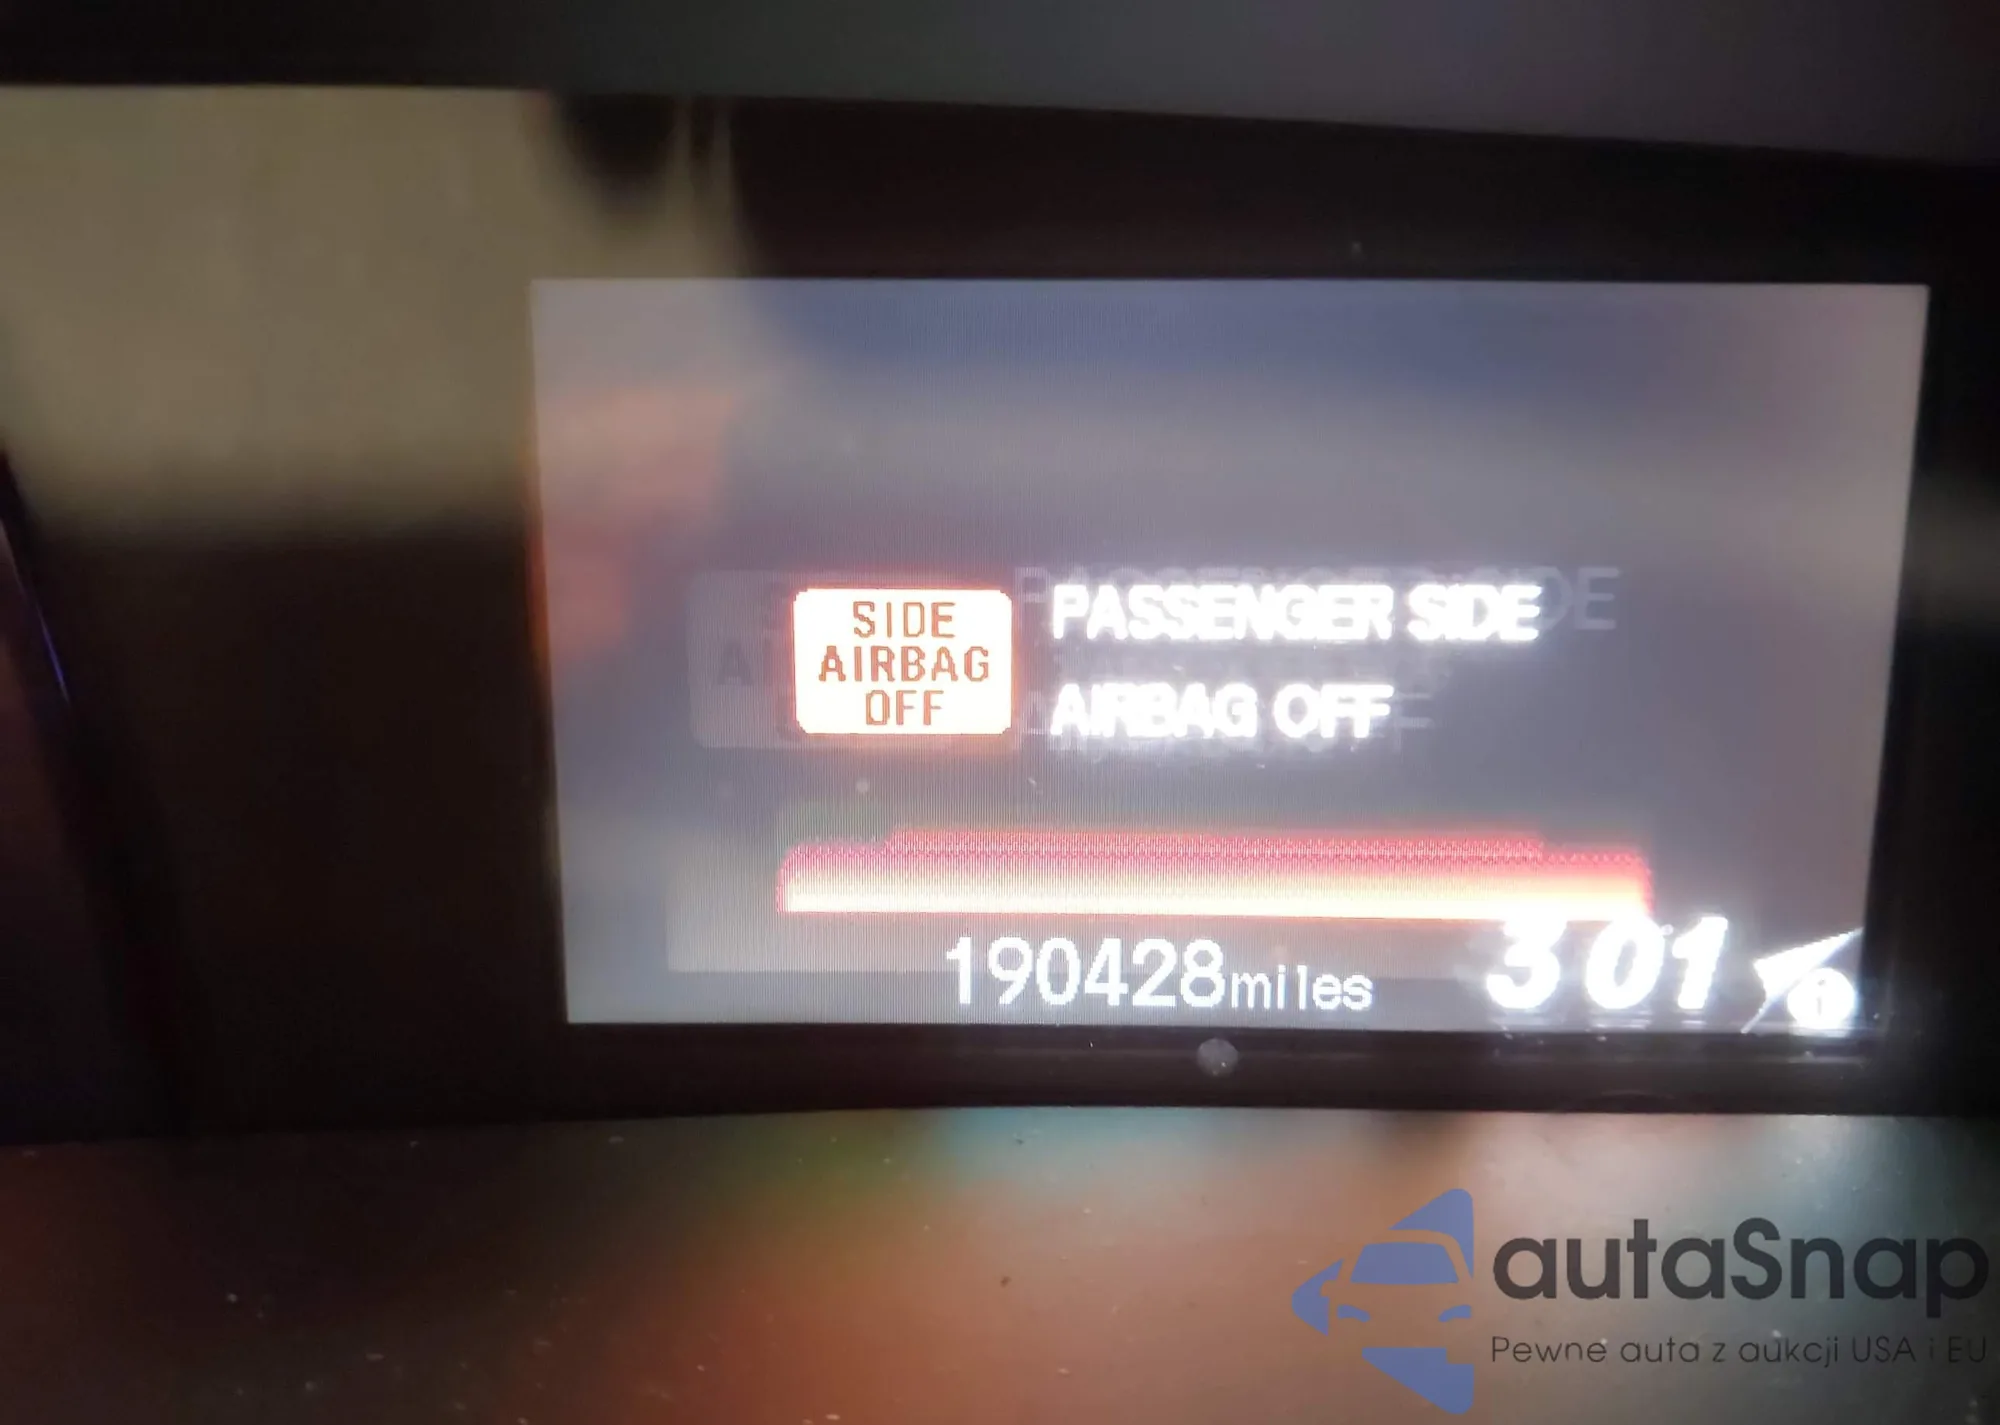 SIDE
AIRBAG
OFF
PASSENGER SIDE
AIRBAG OFF
190428miles
301
i
autaSnap
Pewne auta z aukcji USA i EU